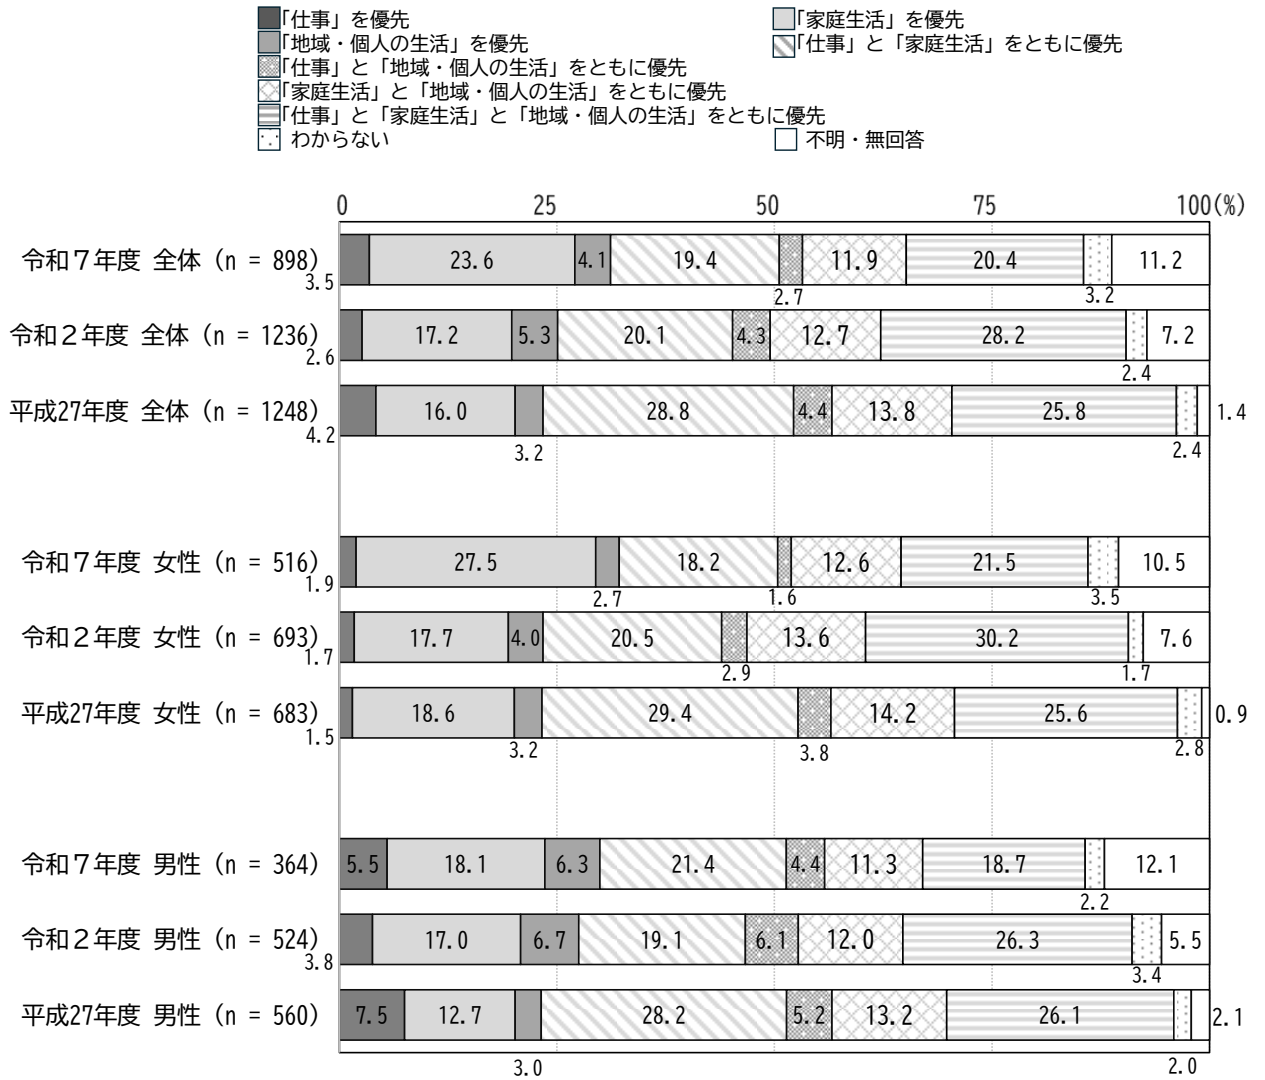 「仕事」を優先 「家庭生活」を優先
「地域・個人の生活」を優先 「仕事」と「家庭生活」をともに優先
「仕事」と「地域・個人の生活」をともに優先
「家庭生活」と「地域・個人の生活」をともに優先
「仕事」と「家庭生活」と「地域・個人の生活」をともに優先
わからない 不明・無回答
0 25 50 75 100(%)
令和７年度 全体（n = 898） 23.6 4.1 19.4 11.9 20.4 11.2
3.5 2.7 3.2
令和２年度 全体（n = 1236） 17.2 5.3 20.1 4.3 12.7 28.2 7.2
2.6 2.4
平成27年度 全体（n = 1248） 16.0 28.8 4.4 13.8 25.8 1.4
4.2 3.2 2.4
令和７年度 女性（n = 516） 27.5 18.2 12.6 21.5 10.5
1.9 2.7 1.6 3.5
令和２年度 女性（n = 693） 17.7 4.0 20.5 13.6 30.2 7.6
1.7 2.9 1.7
平成27年度 女性（n = 683） 18.6 29.4 14.2 25.6 0.9
1.5 3.2 3.8 2.8
令和７年度 男性（n = 364） 5.5 18.1 6.3 21.4 4.4 11.3 18.7 12.1
2.2
令和２年度 男性（n = 524） 17.0 6.7 19.1 6.1 12.0 26.3 5.5
3.8 3.4
平成27年度 男性（n = 560） 7.5 12.7 28.2 5.2 13.2 26.1 2.1
3.0 2.0